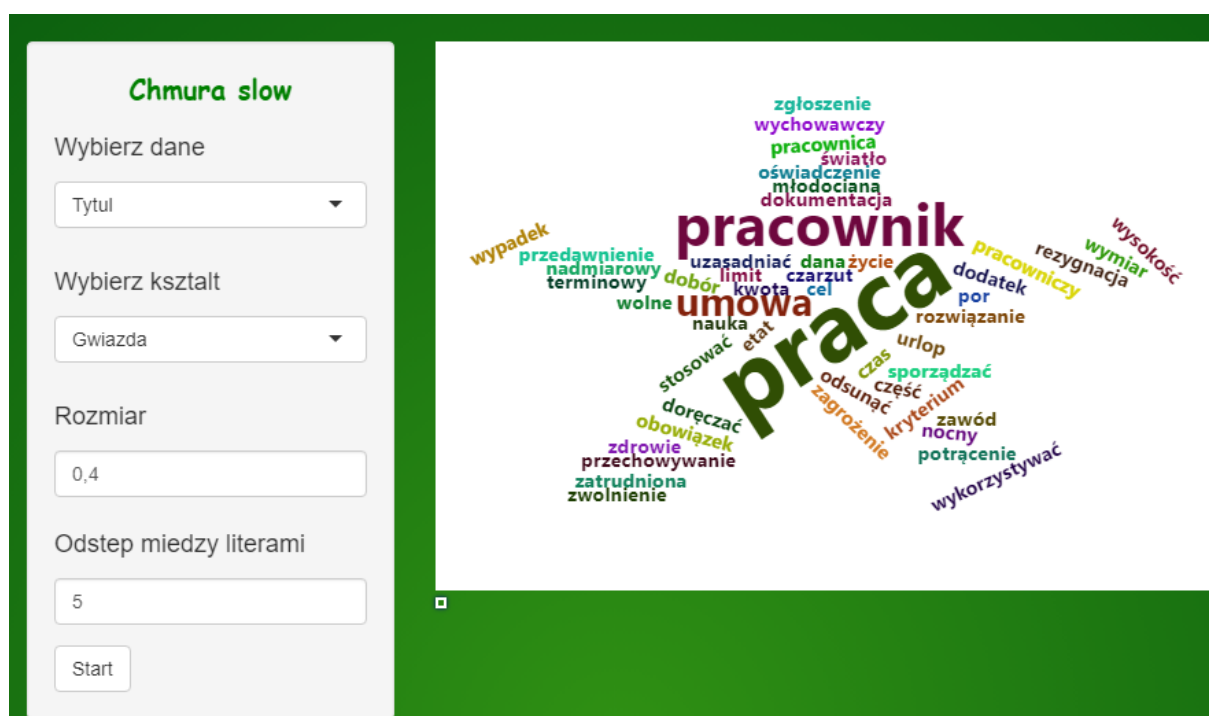 Chmura slow
Wybierz dane
Tytul
Wybierz ksztalt
Gwiazda
Rozmiar
0,4
Odstep miedzy literami
5
Start
zgłoszenie
wychowawczy
pracownica
światło
oświadczenie
młodociana
dokumentacja
pracownik
wypadek
przedawnienie
nadmiarowy
terminowy
dobór
wolne
uzasadniać
dana
życie
limit
czarzut
kwota
cel
umowa
nauka
etat
stosować
praca
wysokość
wymiar
rezygnacja
pracowniczy
dodatek
por
rozwiązanie
urlop
czas
sporządzać
część
odsunąć
zagrożenie
kryterium
zawód
nocny
potrącenie
wykorzystywać
doręczać
obowiązek
zdrowie
przechowywanie
zatrudniona
zwolnienie